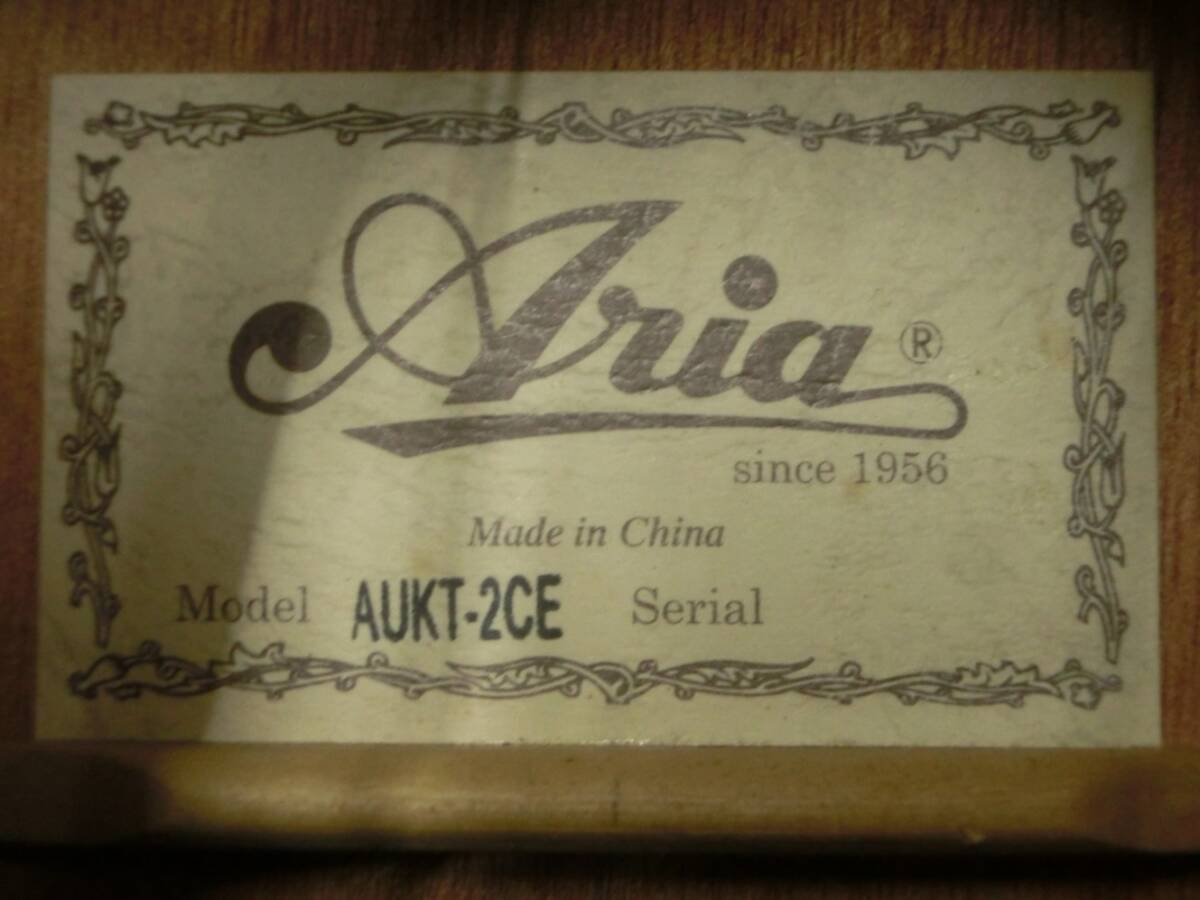 Aria ®
since 1956
Made in China
Model AUKT-2CE Serial